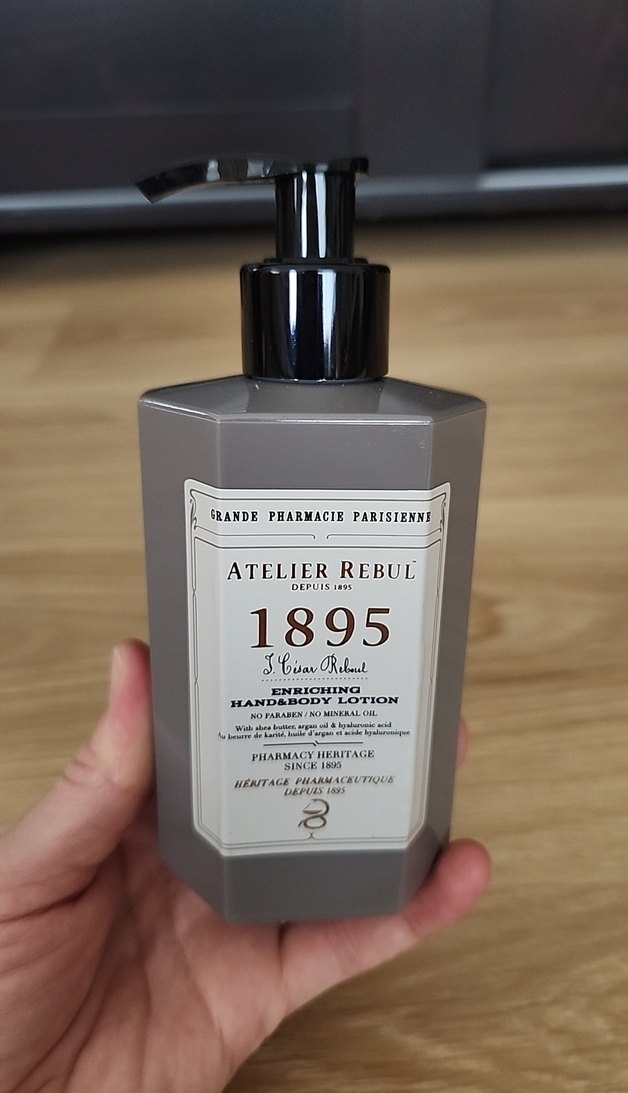 GRANDE PHARMACIE PARISIENNE
ATELIER REBUL™
DEPUIS 1895
1895
J. César Reboul
ENRICHING
HAND&BODY LOTION
NO PARABEN / NO MINERAL OIL
With shea butter, argan oil & hyaluronic acid
Au beurre de karité, huile d'argan et acide hyaluronique
PHARMACY HERITAGE
SINCE 1895
HÉRITAGE PHARMACEUTIQUE
DEPUIS 1895